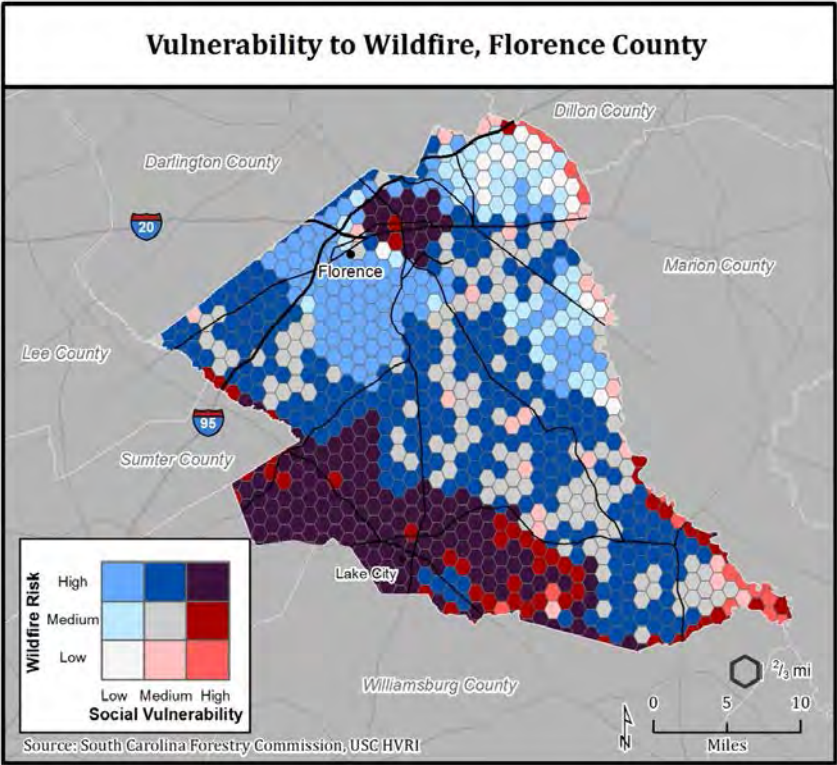 Vulnerability to Wildfire, Florence County
Dillon County
Darlington County
20
Marion County
Florence
Lee County
95
Sumter County
Lake City
Williamsburg County
Wildfire Risk
High
Medium
Low
Low Medium High
Social Vulnerability
2/3 mi
N
0 5 10
Miles
Source: South Carolina Forestry Commission, USC HVRI